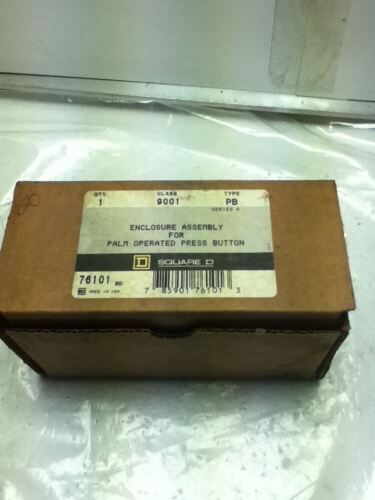 QTY. CLASS TYPE
1 9001 PB
SERIES G
ENCLOSURE ASSEMBLY
FOR
PALM OPERATED PRESS BUTTON
D SQUARE D
76101 BD
MADE IN USA
7 85901 76101 3